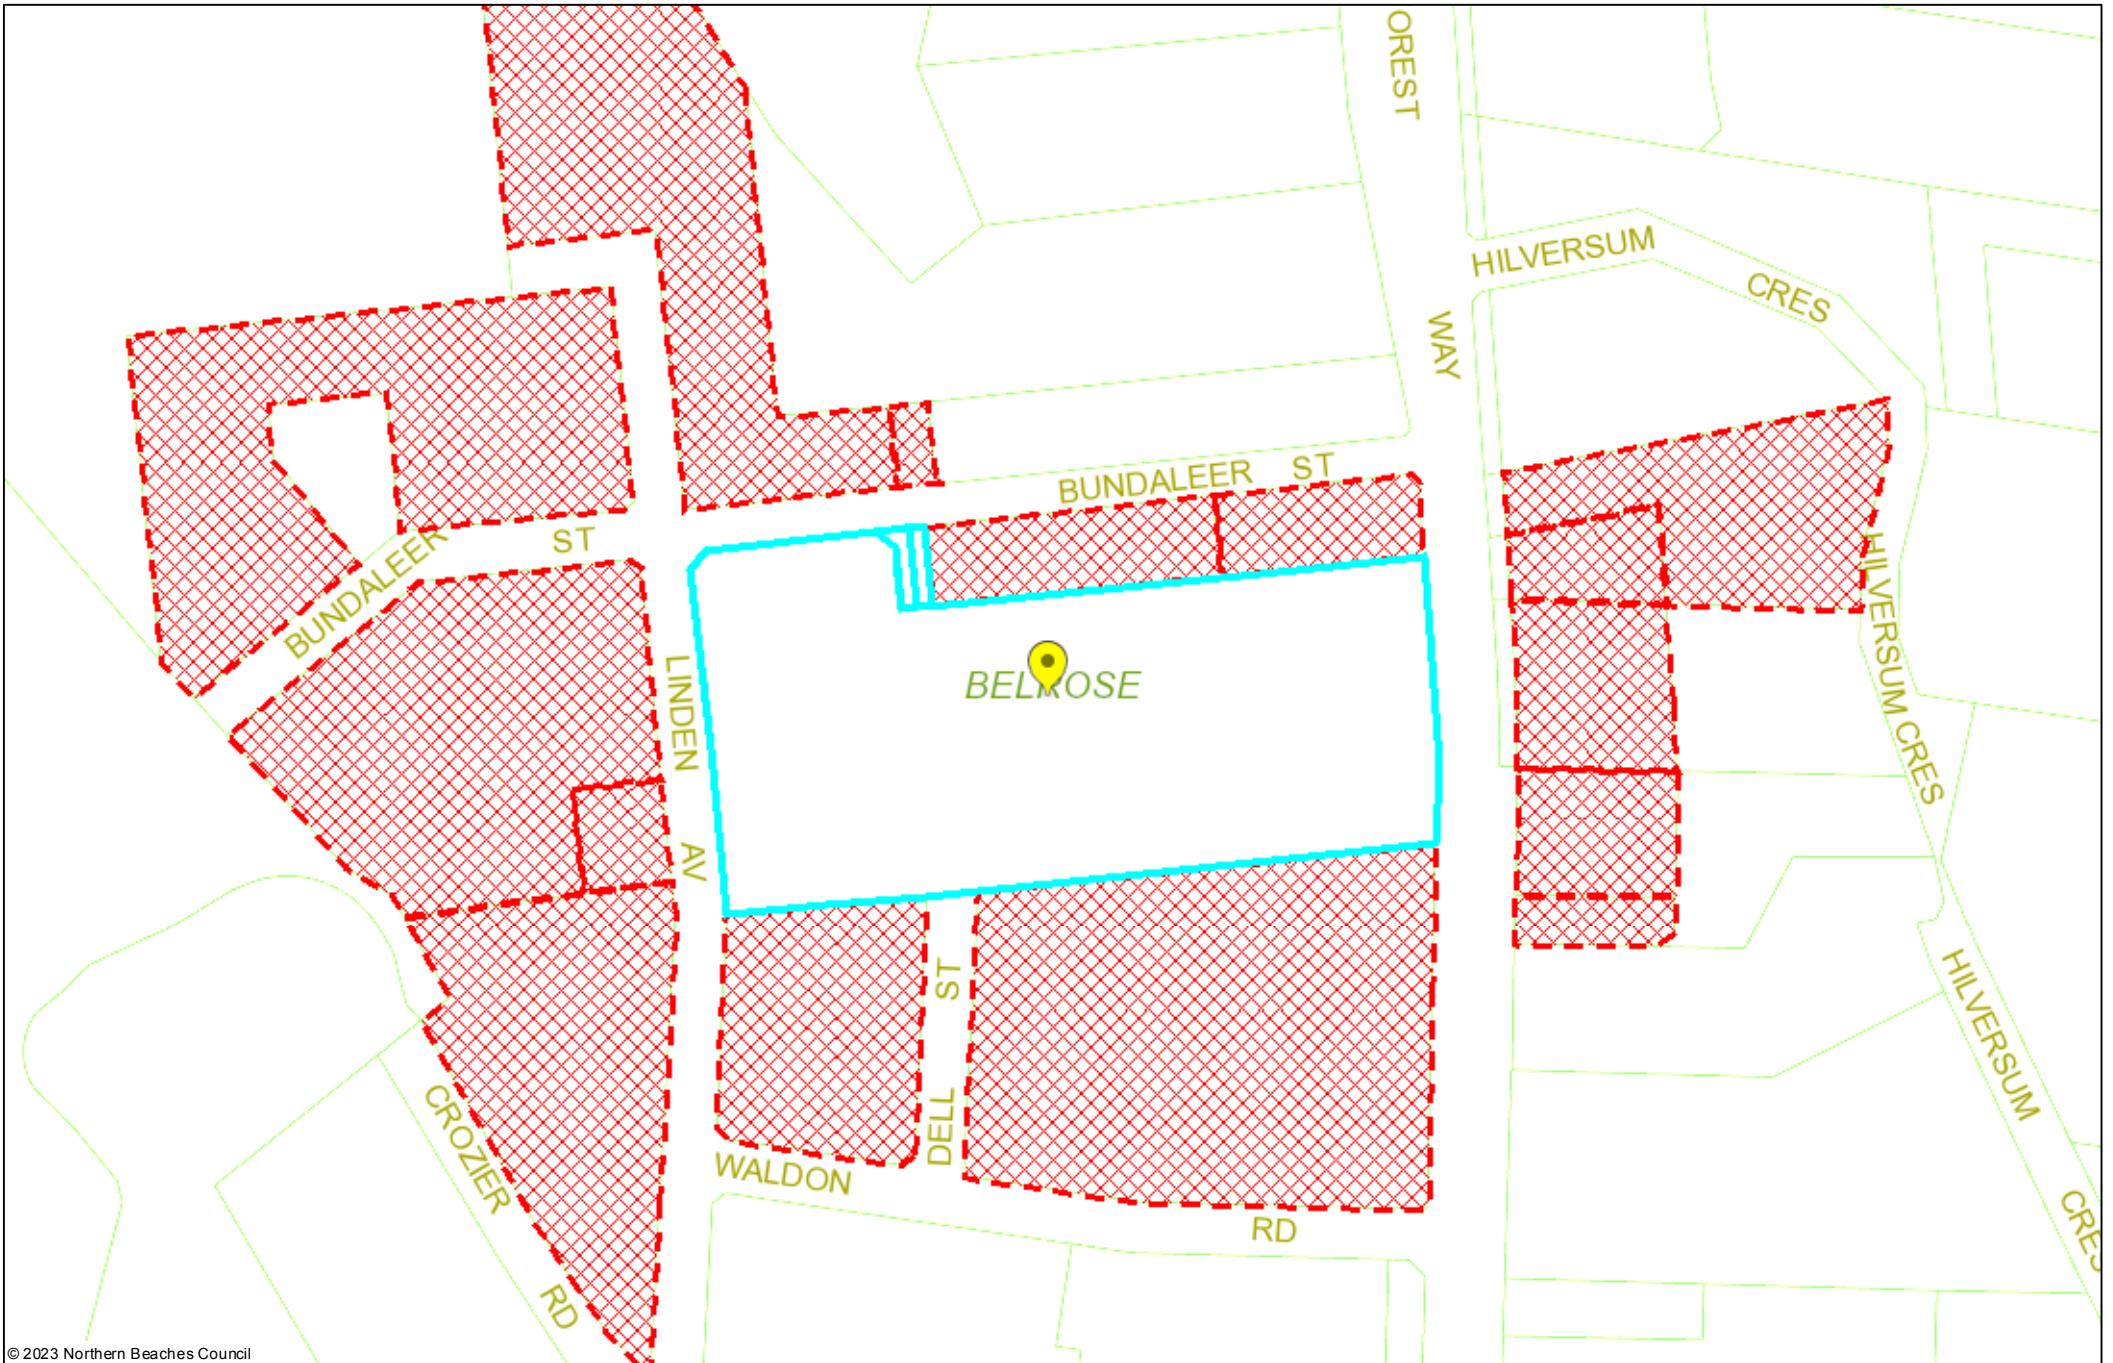 OREST
WAY
HILVERSUM
CRES
BUNDALEER ST
BUNDALEER
ST
LINDEN
AV
BELROSE
HILVERSUM CRES
DELL
ST
WALDON
RD
CROZIER
RD
HILVERSUM
CRES
© 2023 Northern Beaches Council